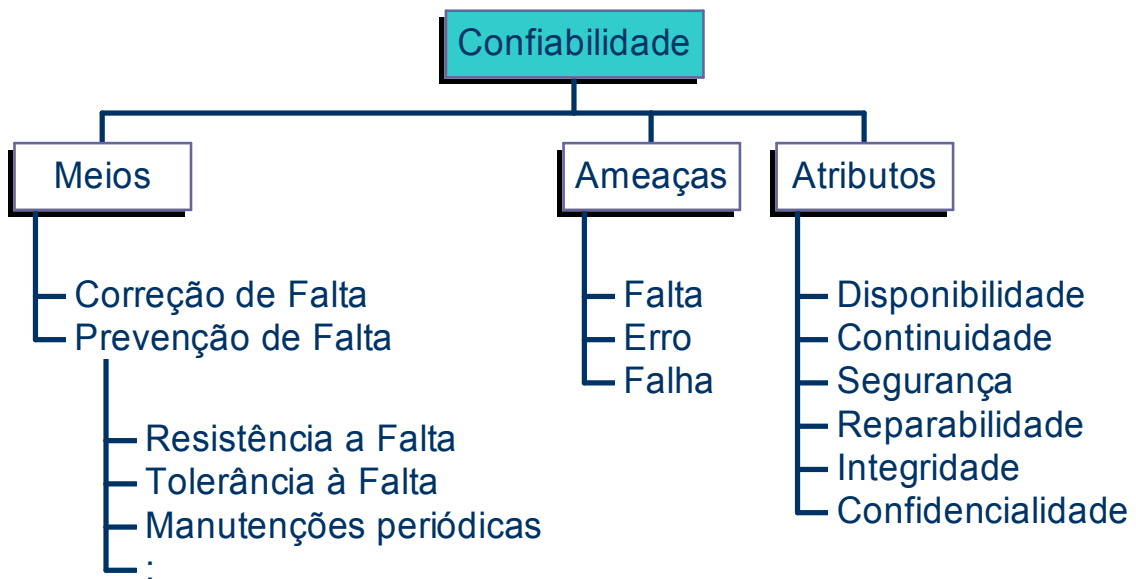 Confiabilidade
Meios
Correção de Falta
Prevenção de Falta
Resistência a Falta
Tolerância à Falta
Manutenções periódicas
:
Ameaças
Falta
Erro
Falha
Atributos
Disponibilidade
Continuidade
Segurança
Reparabilidade
Integridade
Confidencialidade